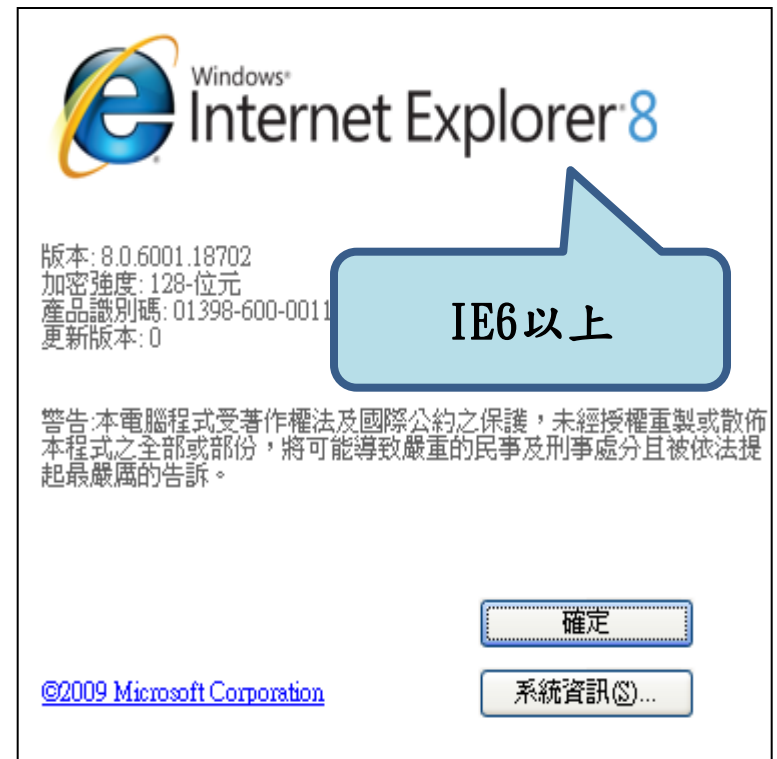 Windows®
Internet Explorer 8
版本: 8.0.6001.18702
加密強度: 128-位元
產品識別碼: 01398-600-0011
更新版本: 0
IE6以上
警告:本電腦程式受著作權法及國際公約之保護，未經授權重製或散佈
本程式之全部或部份，將可能導致嚴重的民事及刑事處分且被依法提
起最嚴厲的告訴。
確定
©2009 Microsoft Corporation
系統資訊(S)...